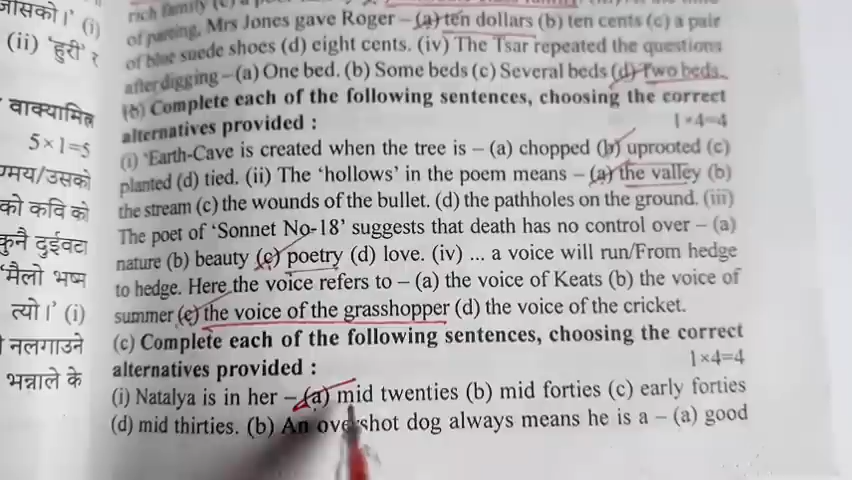 जासको।' (i)
(ii) 'हुरी' र
वाक्यामिल
5×1=5
ग्मय/उसको
को कवि को
कुनै दुईवटा
'मैलो भष्म
त्यो।' (i)
नलगाउने
भन्नाले के
rich family (c) a
of parting, Mrs Jones gave Roger – (a) ten dollars (b) ten cents (c) a pair
of blue suede shoes (d) eight cents. (iv) The Tsar repeated the questions
after digging – (a) One bed. (b) Some beds (c) Several beds (d) Two beds.
(b) Complete each of the following sentences, choosing the correct
alternatives provided : 1×4=4
(i) 'Earth-Cave is created when the tree is – (a) chopped (b) uprooted (c)
planted (d) tied. (ii) The 'hollows' in the poem means – (a) the valley (b)
the stream (c) the wounds of the bullet. (d) the pathholes on the ground. (iii)
The poet of 'Sonnet No-18' suggests that death has no control over – (a)
nature (b) beauty (c) poetry (d) love. (iv) ... a voice will run/From hedge
to hedge. Here the voice refers to – (a) the voice of Keats (b) the voice of
summer (c) the voice of the grasshopper (d) the voice of the cricket.
(c) Complete each of the following sentences, choosing the correct
alternatives provided : 1×4=4
(i) Natalya is in her – (a) mid twenties (b) mid forties (c) early forties
(d) mid thirties. (b) An overshot dog always means he is a – (a) good